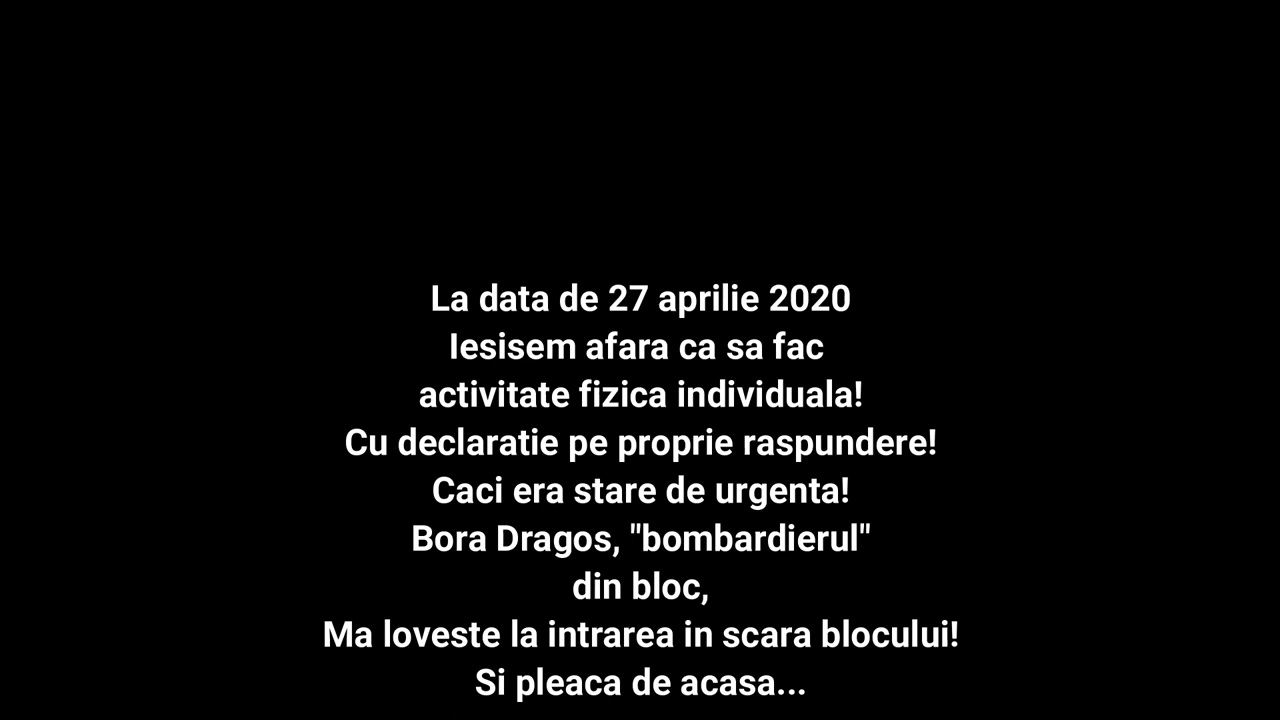 La data de 27 aprilie 2020
Iesisem afara ca sa fac
activitate fizica individuala!
Cu declaratie pe proprie raspundere!
Caci era stare de urgenta!
Bora Dragos, "bombardierul"
din bloc,
Ma loveste la intrarea in scara blocului!
Si pleaca de acasa...